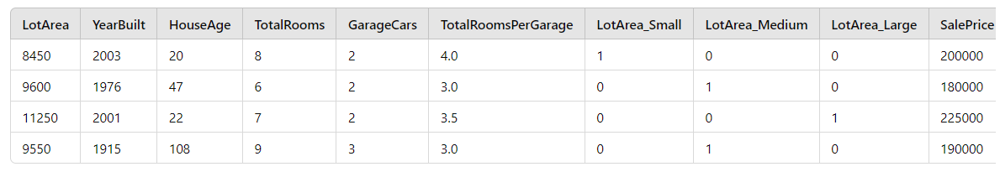 LotArea YearBuilt HouseAge TotalRooms GarageCars TotalRoomsPerGarage LotArea_Small LotArea_Medium LotArea_Large SalePrice
8450 2003 20 8 2 4.0 1 0 0 200000
9600 1976 47 6 2 3.0 0 1 0 180000
11250 2001 22 7 2 3.5 0 0 1 225000
9550 1915 108 9 3 3.0 0 1 0 190000